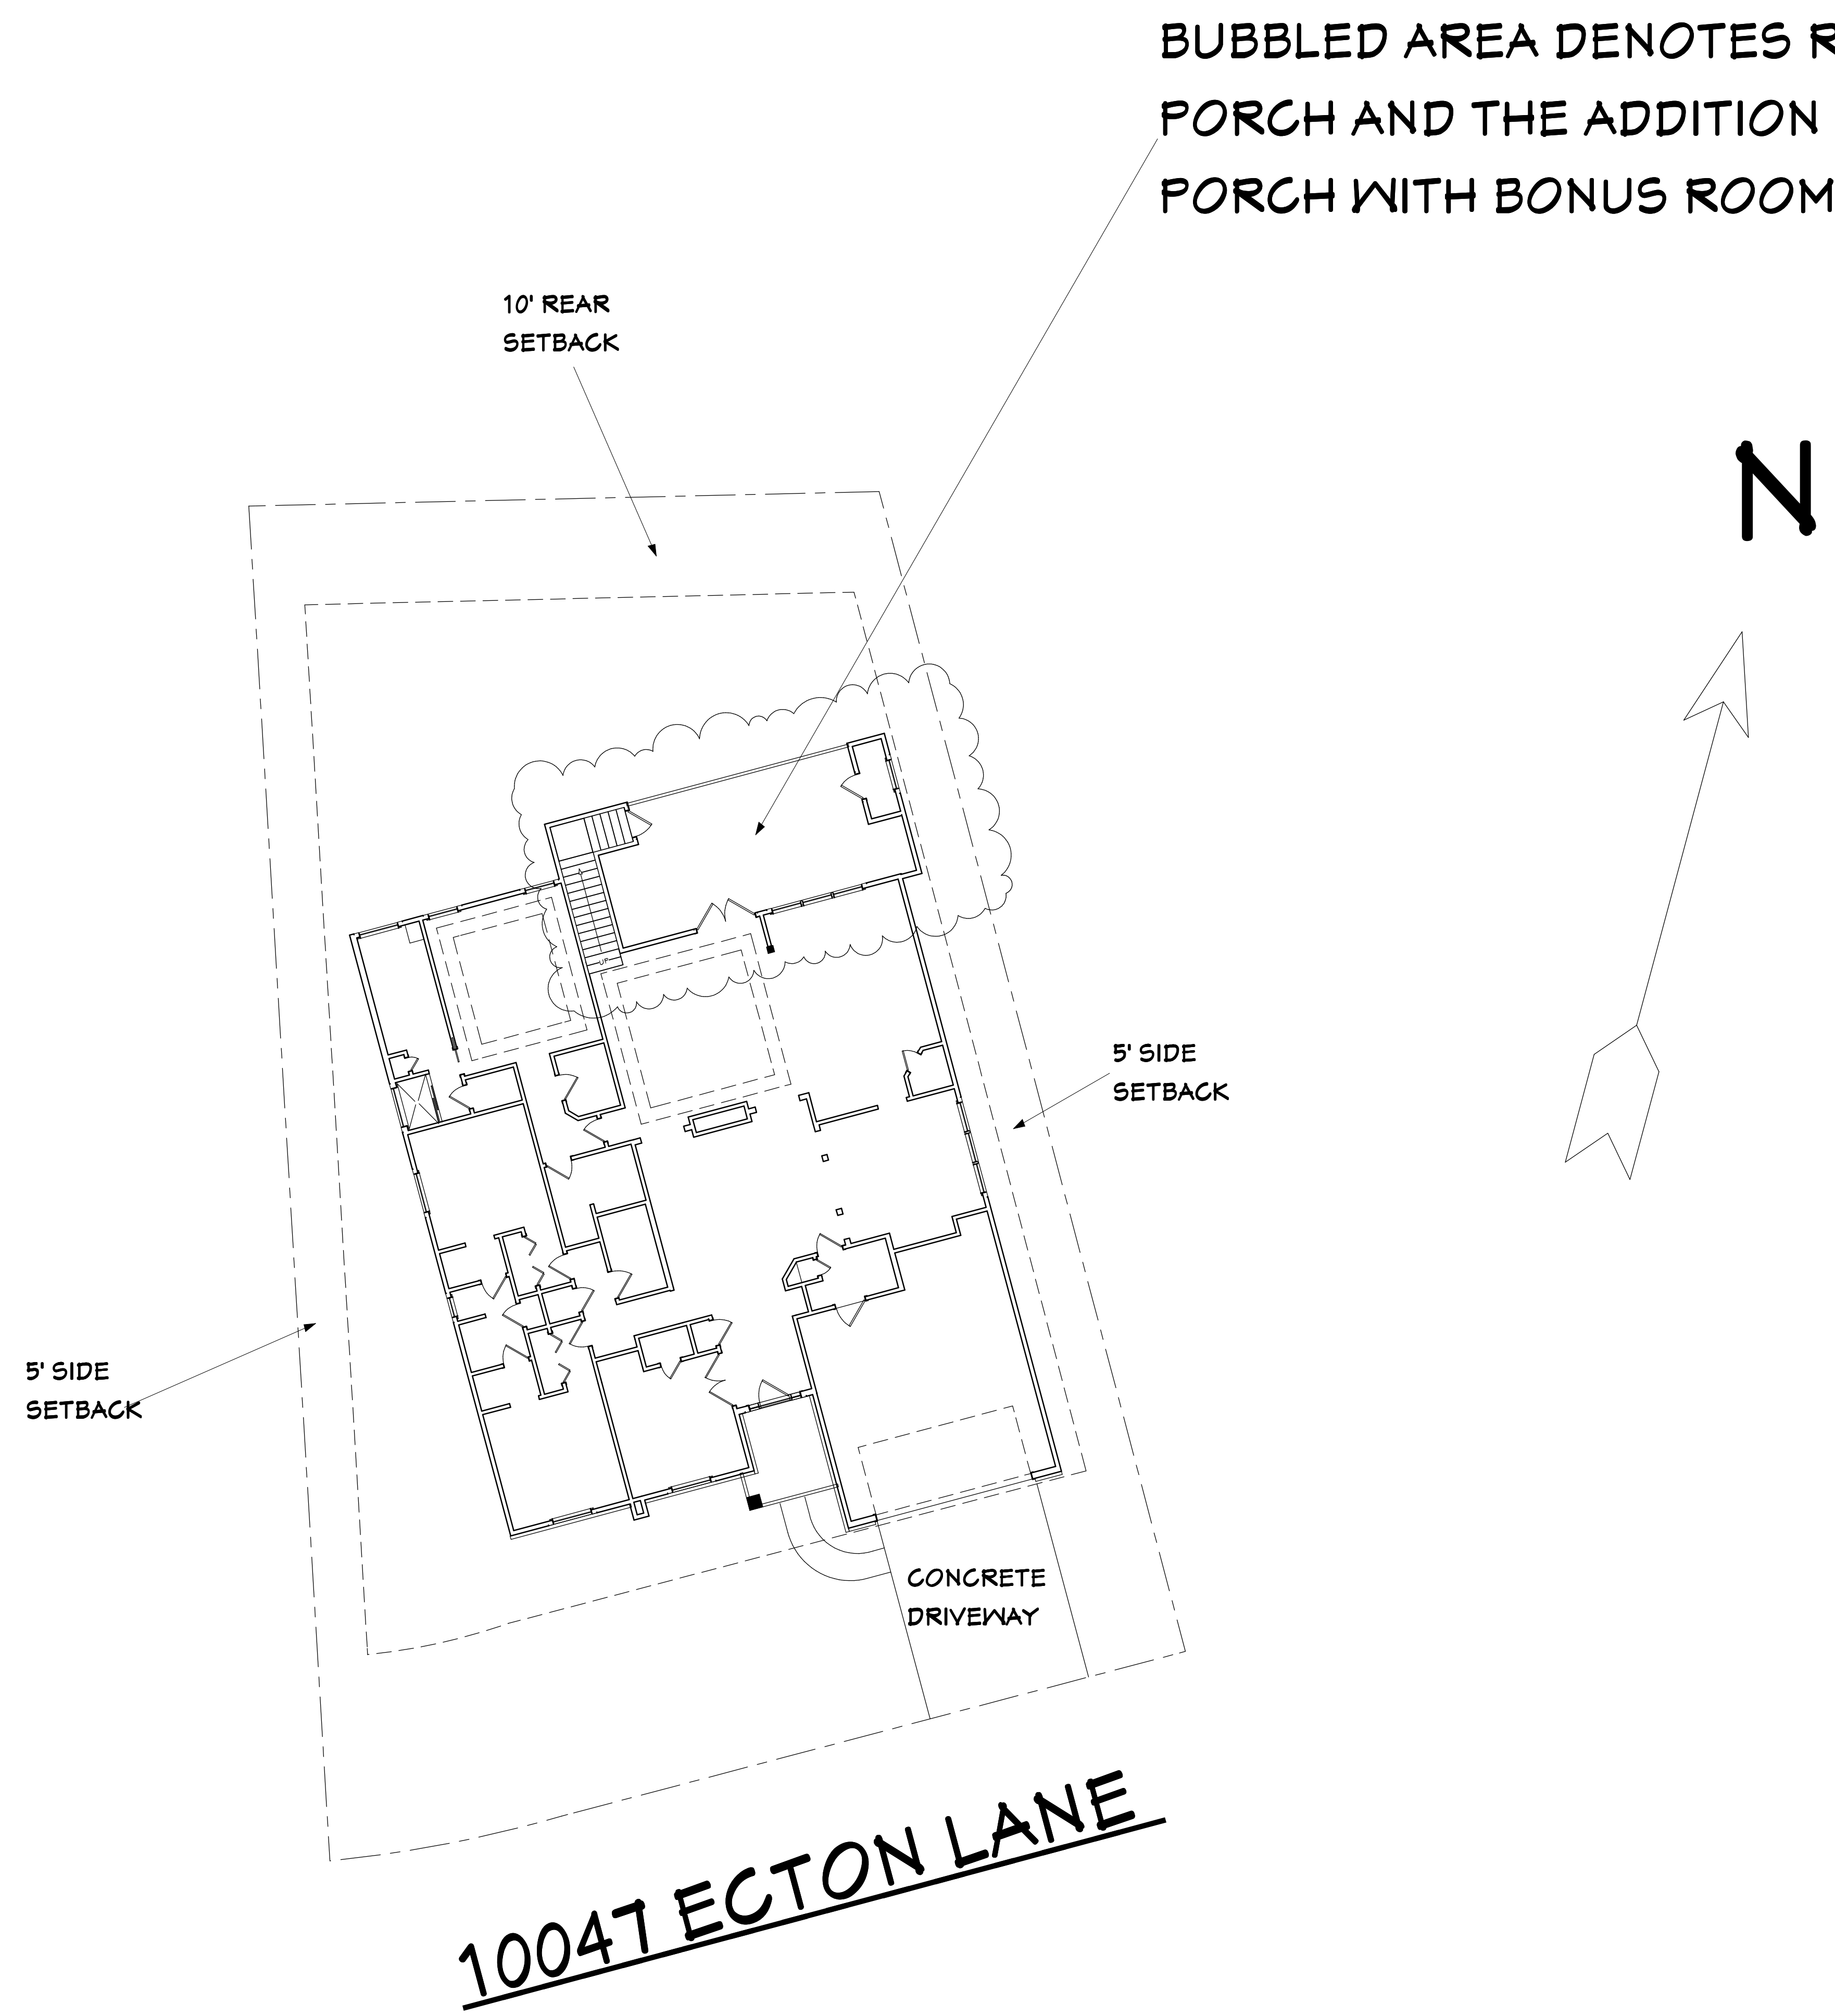 BUBBLED AREA DENOTES
PORCH AND THE ADDITION
PORCH WITH BONUS ROOM
10' REAR
SETBACK
N
UP
5' SIDE
SETBACK
5' SIDE
SETBACK
CONCRETE
DRIVEWAY
10047 ECTON LANE